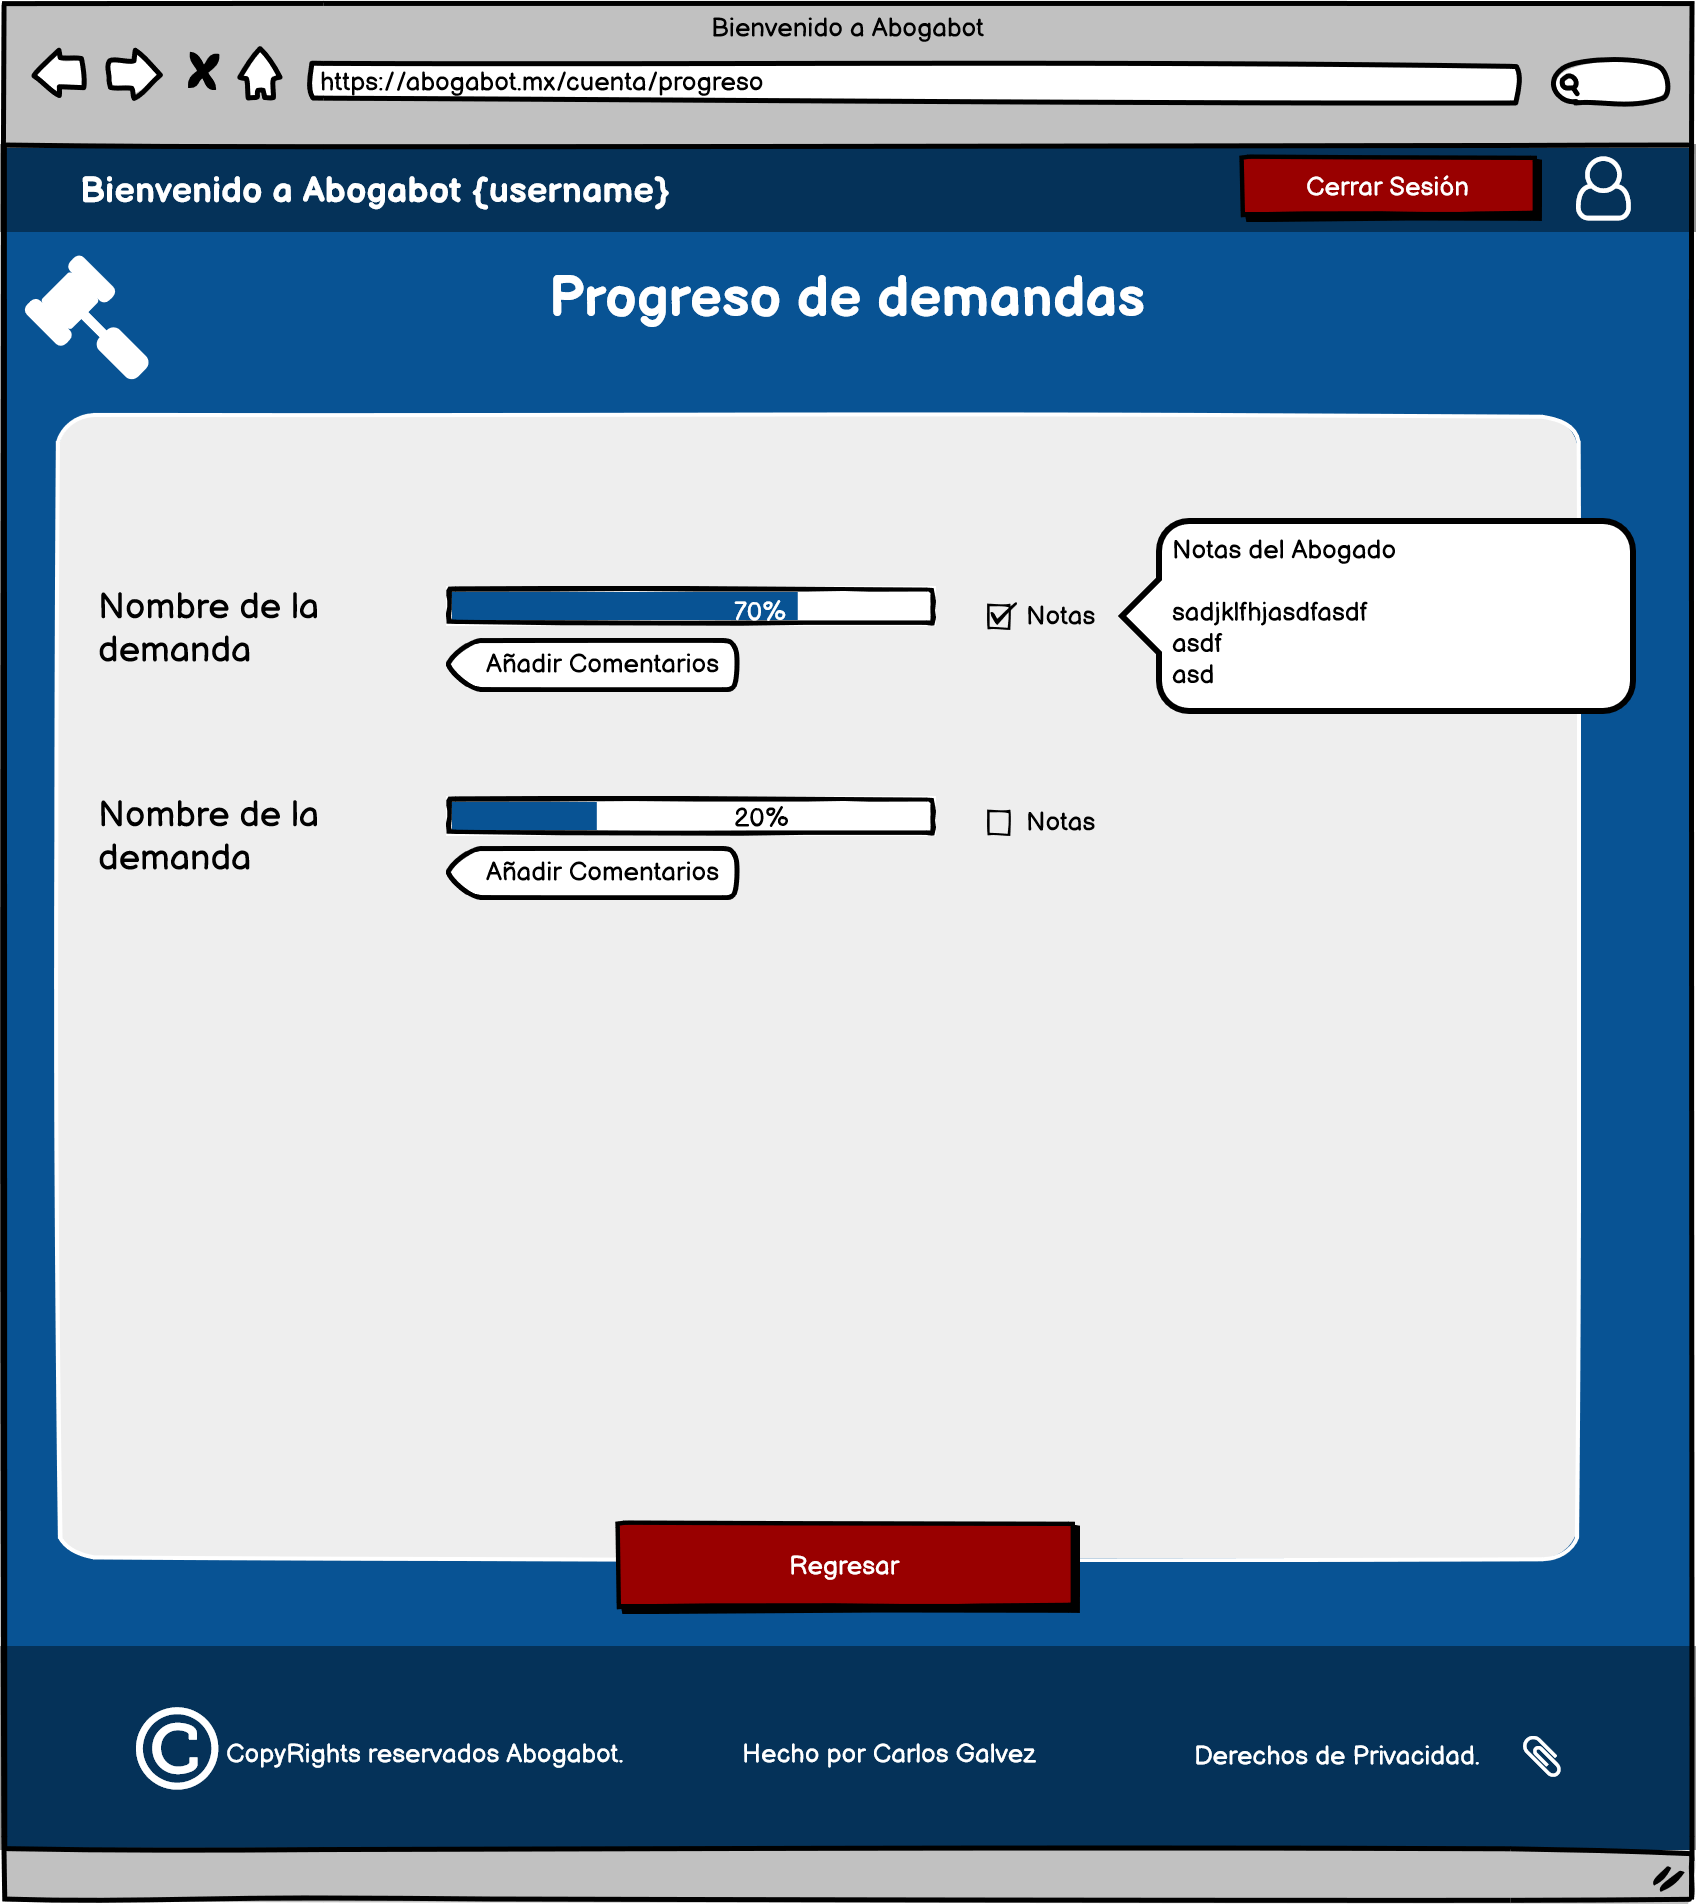 Bienvenido a Abogabot
https://abogabot.mx/cuenta/progreso
Bienvenido a Abogabot {username}
Cerrar Sesión
Progreso de demandas
Nombre de la
demanda
70%
Añadir Comentarios
Notas
Notas del Abogado
sadjklfhjasdfasdf
asdf
asd
Nombre de la
demanda
20%
Añadir Comentarios
Notas
Regresar
© CopyRights reservados Abogabot.
Hecho por Carlos Galvez
Derechos de Privacidad.